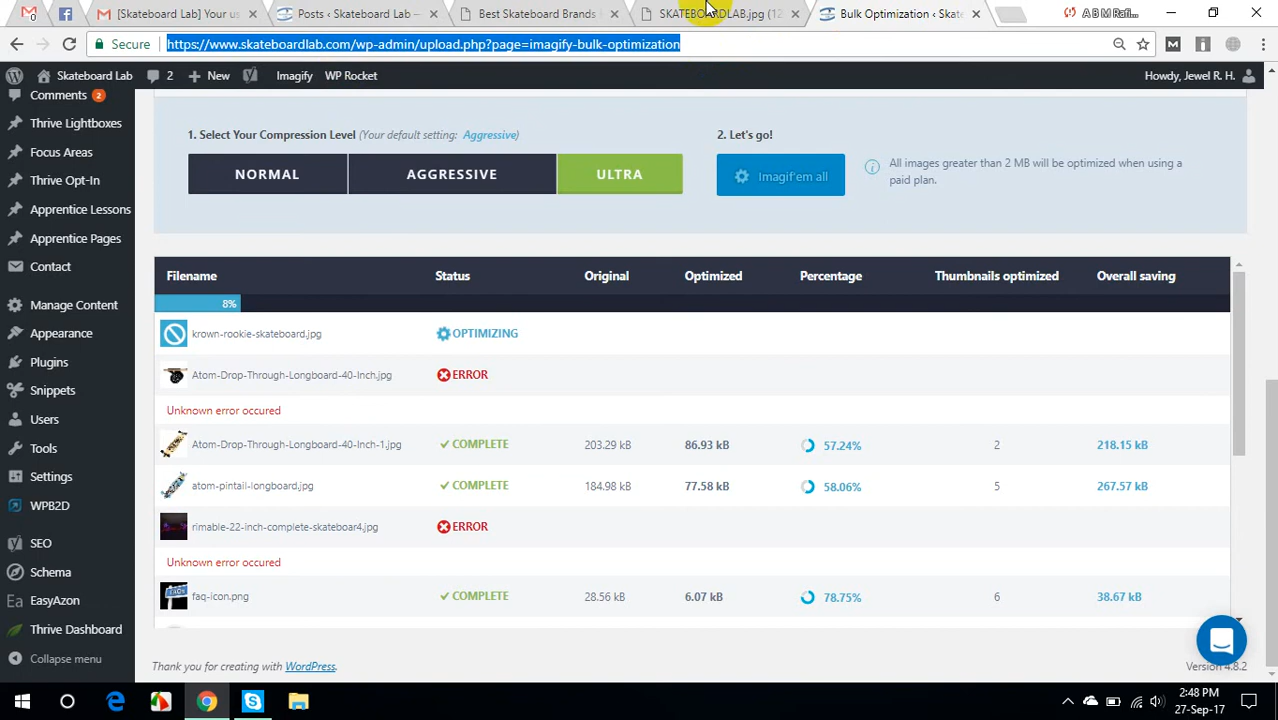 [Skateboard Lab] Your u
Posts ‹ Skateboard Lab —
Best Skateboard Brands
SKATEBOARDLAB.jpg (12
Bulk Optimization ‹ Skate
A B M Rafi...
Secure
https://www.skateboardlab.com/wp-admin/upload.php?page=imagify-bulk-optimization
Skateboard Lab
2
New
Imagify
WP Rocket
Howdy, Jewel R. H.
Comments 2
Thrive Lightboxes
Focus Areas
Thrive Opt-In
Apprentice Lessons
Apprentice Pages
Contact
Manage Content
Appearance
Plugins
Snippets
Users
Tools
Settings
WPB2D
SEO
Schema
EasyAzon
Thrive Dashboard
Collapse menu
1. Select Your Compression Level (Your default setting: Aggressive)
NORMAL
AGGRESSIVE
ULTRA
2. Let's go!
Imagif'em all
All images greater than 2 MB will be optimized when using a
paid plan.
Filename Status Original Optimized Percentage Thumbnails optimized Overall saving
8%
krown-rookie-skateboard.jpg OPTIMIZING
Atom-Drop-Through-Longboard-40-Inch.jpg ERROR
Unknown error occured
Atom-Drop-Through-Longboard-40-Inch-1.jpg COMPLETE 203.29 kB 86.93 kB 57.24% 2 218.15 kB
atom-pintail-longboard.jpg COMPLETE 184.98 kB 77.58 kB 58.06% 5 267.57 kB
rimable-22-inch-complete-skateboar4.jpg ERROR
Unknown error occured
faq-icon.png COMPLETE 28.56 kB 6.07 kB 78.75% 6 38.67 kB
Thank you for creating with WordPress.
Version 4.8.2
2:48 PM
27-Sep-17